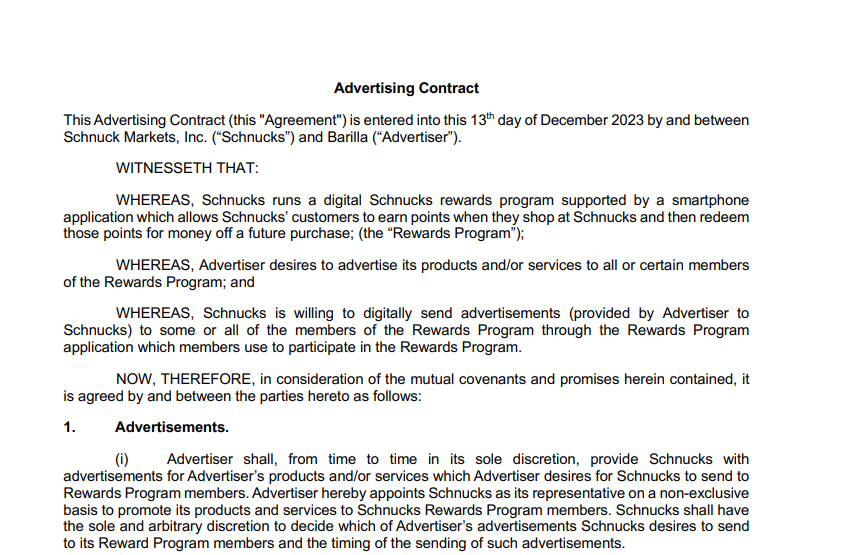 Advertising Contract
This Advertising Contract (this "Agreement") is entered into this 13th day of December 2023 by and between
Schnuck Markets, Inc. (“Schnucks”) and Barilla (“Advertiser”).
WITNESSETH THAT:
WHEREAS, Schnucks runs a digital Schnucks rewards program supported by a smartphone
application which allows Schnucks’ customers to earn points when they shop at Schnucks and then redeem
those points for money off a future purchase; (the “Rewards Program”);
WHEREAS, Advertiser desires to advertise its products and/or services to all or certain members
of the Rewards Program; and
WHEREAS, Schnucks is willing to digitally send advertisements (provided by Advertiser to
Schnucks) to some or all of the members of the Rewards Program through the Rewards Program
application which members use to participate in the Rewards Program.
NOW, THEREFORE, in consideration of the mutual covenants and promises herein contained, it
is agreed by and between the parties hereto as follows:
1. Advertisements.
(i) Advertiser shall, from time to time in its sole discretion, provide Schnucks with
advertisements for Advertiser’s products and/or services which Advertiser desires for Schnucks to send to
Rewards Program members. Advertiser hereby appoints Schnucks as its representative on a non-exclusive
basis to promote its products and services to Schnucks Rewards Program members. Schnucks shall have
the sole and arbitrary discretion to decide which of Advertiser’s advertisements Schnucks desires to send
to its Reward Program members and the timing of the sending of such advertisements.